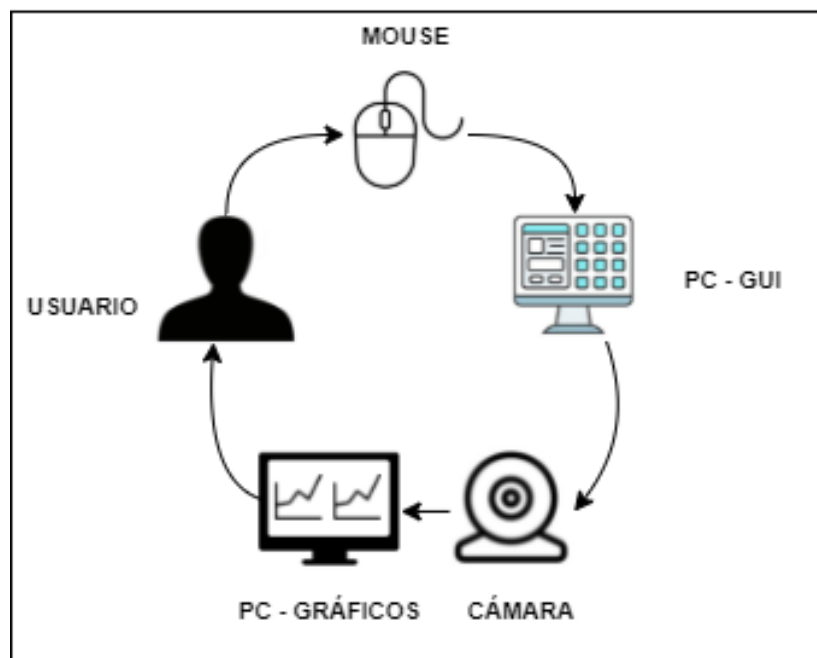 MOUSE
PC - GUI
USUARIO
PC - GRÁFICOS
CÁMARA